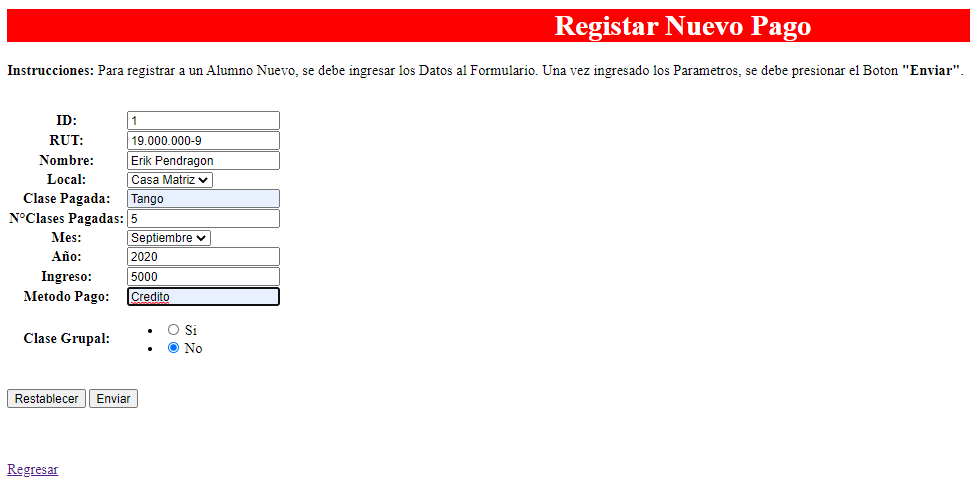 Registar Nuevo Pago
Instrucciones: Para registrar a un Alumno Nuevo, se debe ingresar los Datos al Formulario. Una vez ingresado los Parametros, se debe presionar el Boton "Enviar".
ID: 1
RUT: 19.000.000-9
Nombre: Erik Pendragon
Local: Casa Matriz
Clase Pagada: Tango
N°Clases Pagadas: 5
Mes: Septiembre
Año: 2020
Ingreso: 5000
Metodo Pago: Credito
Clase Grupal:
Si
No
Restablecer Enviar
Regresar